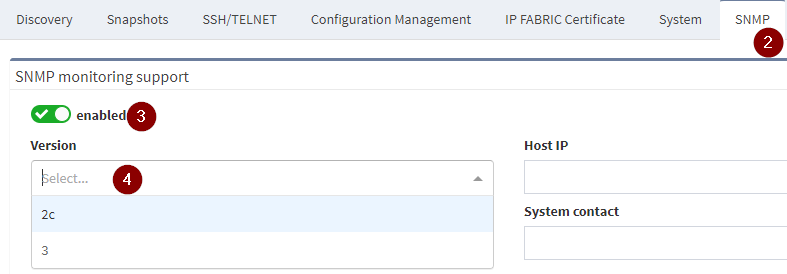 Discovery Snapshots SSH/TELNET Configuration Management IP FABRIC Certificate System SNMP
2
SNMP monitoring support
enabled 3
Version Host IP
Select... 4
2c
System contact
3